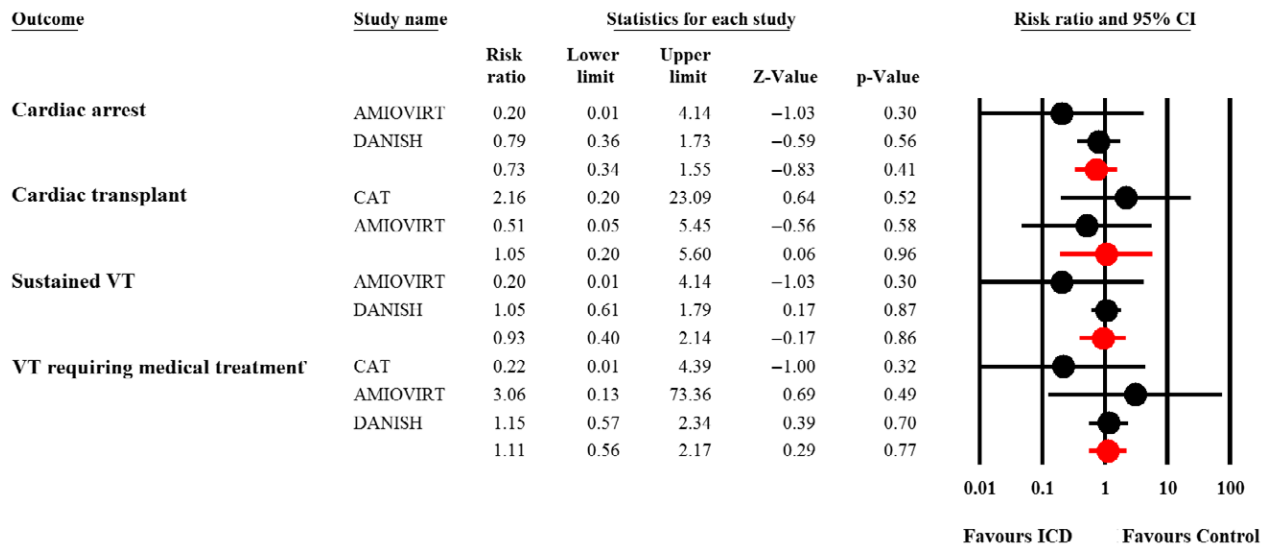 Outcome Study name Statistics for each study Risk ratio and 95% CI
Risk Lower Upper
ratio limit limit Z-Value p-Value
Cardiac arrest AMIOVIRT 0.20 0.01 4.14 −1.03 0.30
DANISH 0.79 0.36 1.73 −0.59 0.56
0.73 0.34 1.55 −0.83 0.41
Cardiac transplant CAT 2.16 0.20 23.09 0.64 0.52
AMIOVIRT 0.51 0.05 5.45 −0.56 0.58
1.05 0.20 5.60 0.06 0.96
Sustained VT AMIOVIRT 0.20 0.01 4.14 −1.03 0.30
DANISH 1.05 0.61 1.79 0.17 0.87
0.93 0.40 2.14 −0.17 0.86
VT requiring medical treatment CAT 0.22 0.01 4.39 −1.00 0.32
AMIOVIRT 3.06 0.13 73.36 0.69 0.49
DANISH 1.15 0.57 2.34 0.39 0.70
1.11 0.56 2.17 0.29 0.77
0.01 0.1 1 10 100
Favours ICD Favours Control